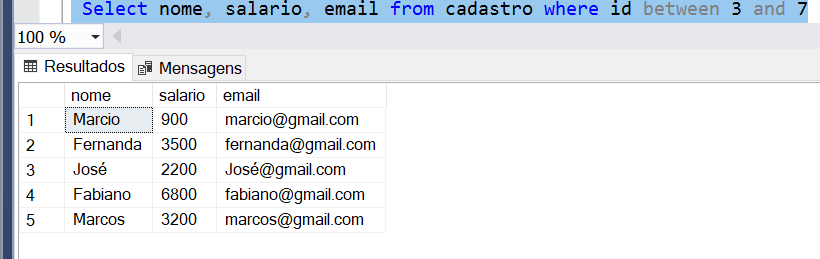 Select nome, salario, email from cadastro where id between 3 and 7
100 %
Resultados Mensagens
nome salario email
1 Marcio 900 marcio@gmail.com
2 Fernanda 3500 fernanda@gmail.com
3 José 2200 José@gmail.com
4 Fabiano 6800 fabiano@gmail.com
5 Marcos 3200 marcos@gmail.com